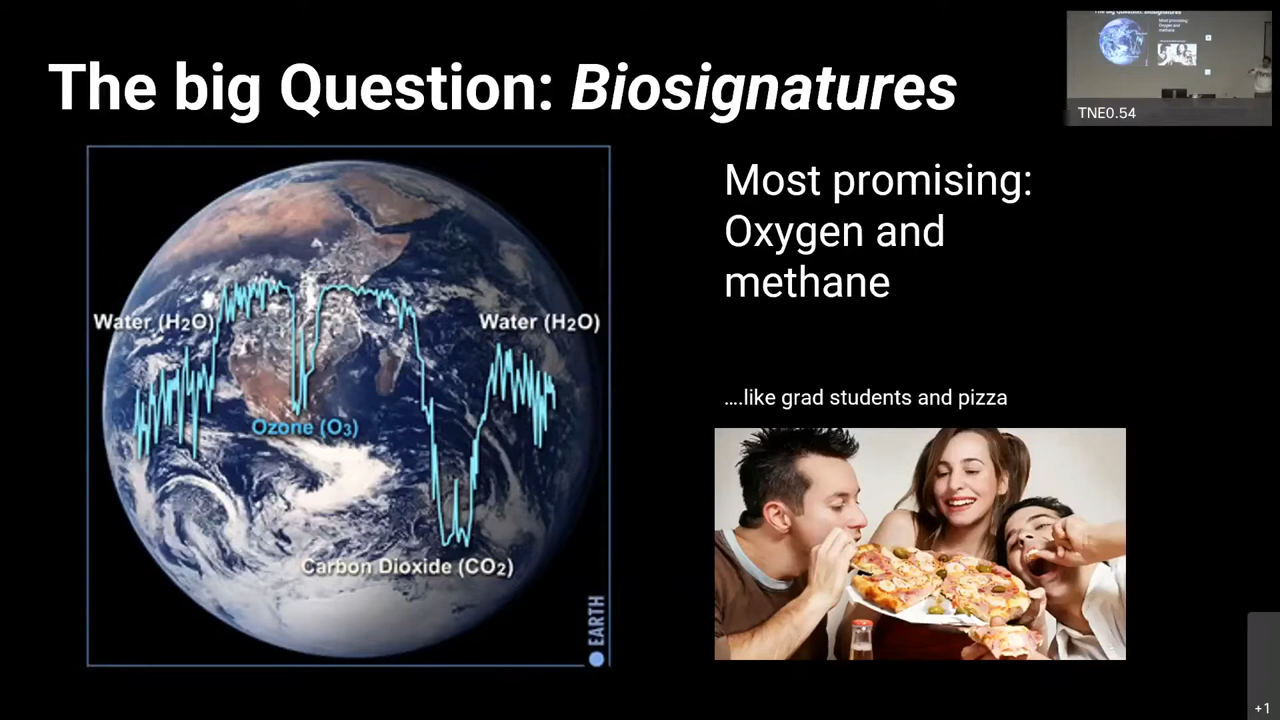 The big Question: Biosignatures
Most promising:
Oxygen and
methane
….like grad students and pizza
Water (H2O)
Water (H2O)
Ozone (O3)
Carbon Dioxide (CO2)
EARTH
TNE0.54
+1